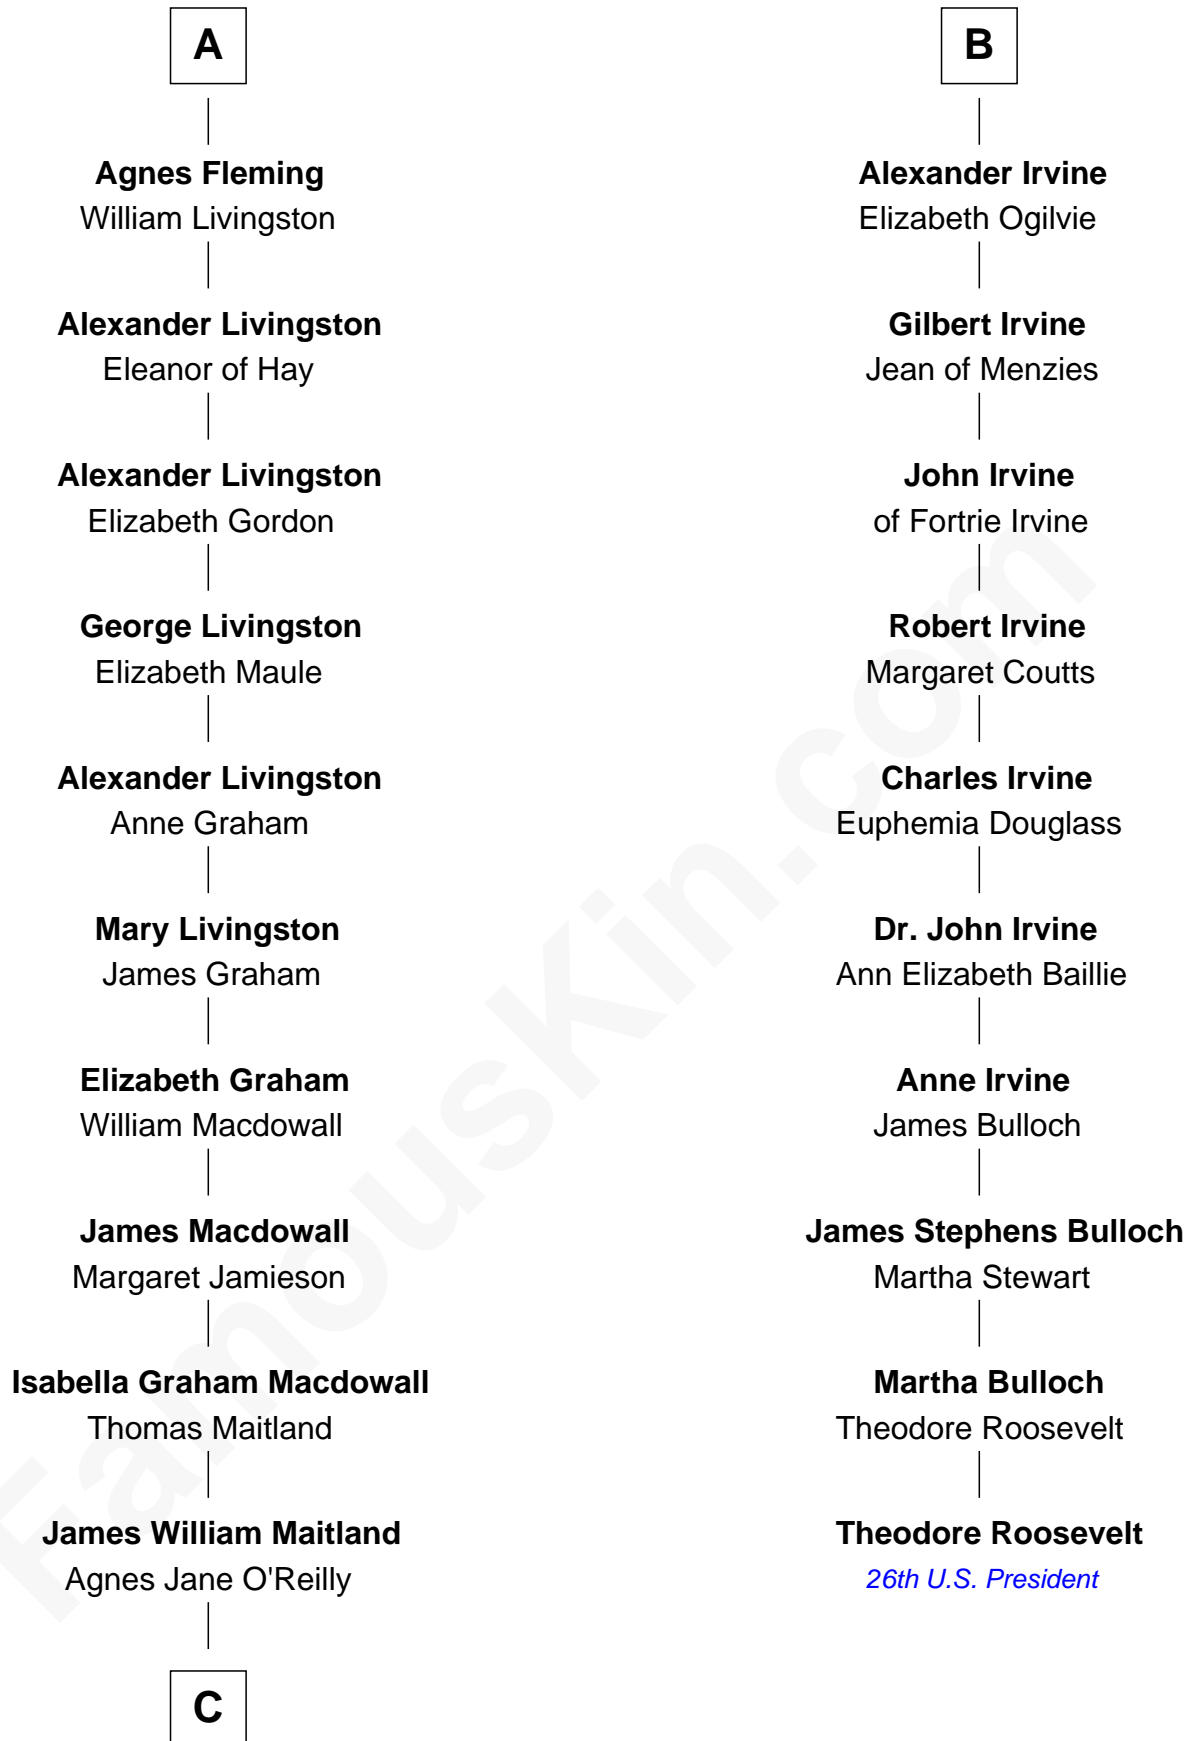 A
Agnes Fleming
William Livingston
Alexander Livingston
Eleanor of Hay
Alexander Livingston
Elizabeth Gordon
George Livingston
Elizabeth Maule
Alexander Livingston
Anne Graham
Mary Livingston
James Graham
Elizabeth Graham
William Macdowall
James Macdowall
Margaret Jamieson
Isabella Graham Macdowall
Thomas Maitland
James William Maitland
Agnes Jane O'Reilly
C
B
Alexander Irvine
Elizabeth Ogilvie
Gilbert Irvine
Jean of Menzies
John Irvine
of Fortrie Irvine
Robert Irvine
Margaret Coutts
Charles Irvine
Euphemia Douglass
Dr. John Irvine
Ann Elizabeth Baillie
Anne Irvine
James Bulloch
James Stephens Bulloch
Martha Stewart
Martha Bulloch
Theodore Roosevelt
Theodore Roosevelt
26th U.S. President
FamousKin.com